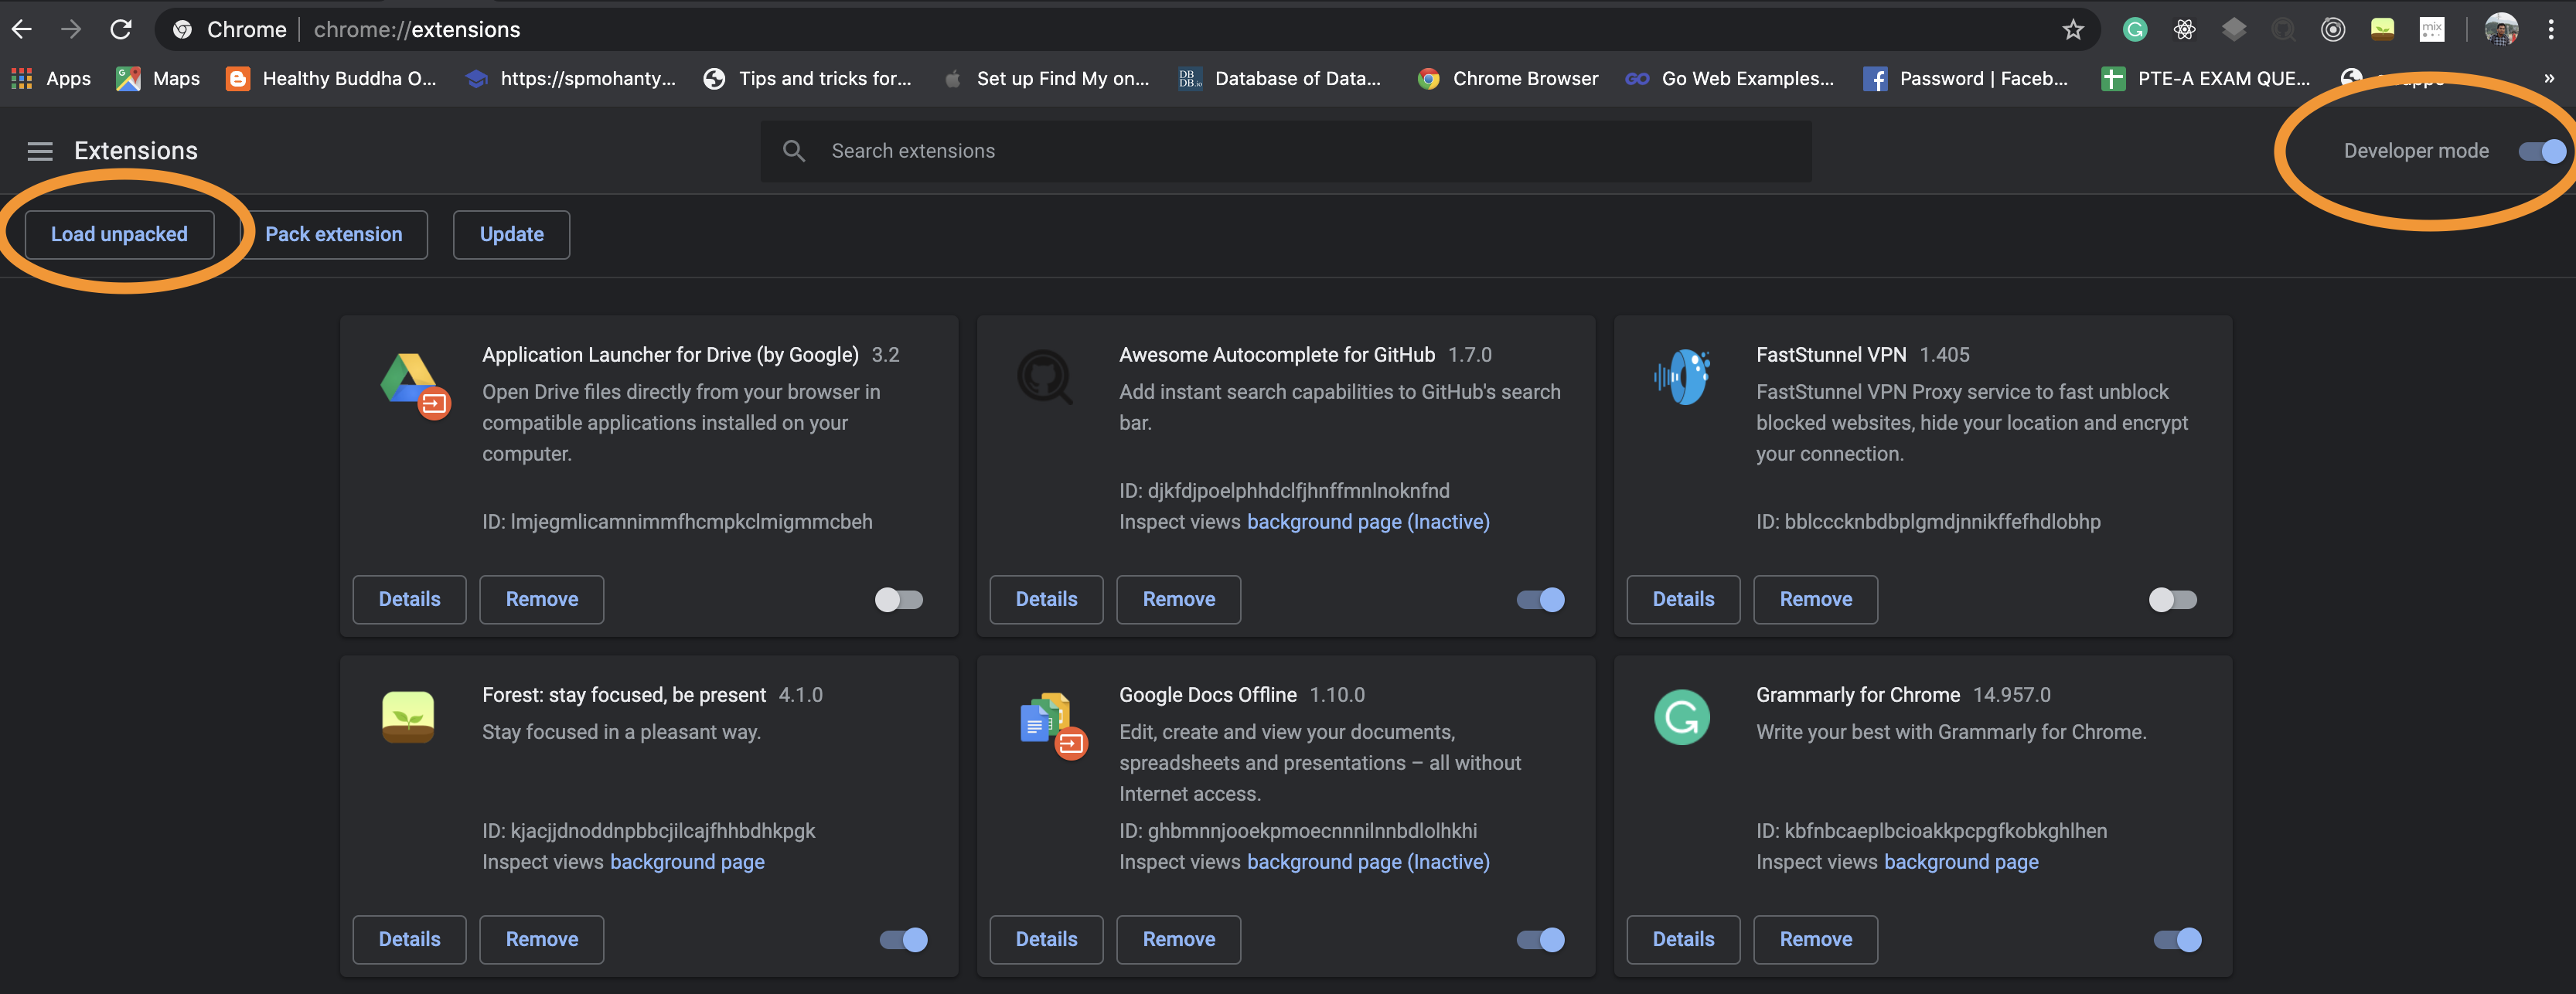 Chrome | chrome://extensions
mix
Apps Maps Healthy Buddha O... https://spmohanty... Tips and tricks for... Set up Find My on... DB DB.io Database of Data... Chrome Browser GO Go Web Examples... Password | Faceb... PTE-A EXAM QUE... »
Extensions
Search extensions
Developer mode
Load unpacked
Pack extension
Update
Application Launcher for Drive (by Google) 3.2
Open Drive files directly from your browser in
compatible applications installed on your
computer.
ID: lmjegmlicamnimmfhcmpkclmigmmcbeh
Details
Remove
Awesome Autocomplete for GitHub 1.7.0
Add instant search capabilities to GitHub's search
bar.
ID: djkfdjpoelphhdclfjhnffmnlnoknfnd
Inspect views background page (Inactive)
Details
Remove
FastStunnel VPN 1.405
FastStunnel VPN Proxy service to fast unblock
blocked websites, hide your location and encrypt
your connection.
ID: bblcccknbdbplgmdjnnikffefhdlobhp
Details
Remove
Forest: stay focused, be present 4.1.0
Stay focused in a pleasant way.
ID: kjacjjdnoddnpbbcjilcajfhhbdhkpgk
Inspect views background page
Details
Remove
Google Docs Offline 1.10.0
Edit, create and view your documents,
spreadsheets and presentations – all without
Internet access.
ID: ghbmnnjooekpmoecnnnilnnbdlolhkhi
Inspect views background page (Inactive)
Details
Remove
Grammarly for Chrome 14.957.0
Write your best with Grammarly for Chrome.
ID: kbfnbcaeplbcioakkpcpgfkobkghlhen
Inspect views background page
Details
Remove